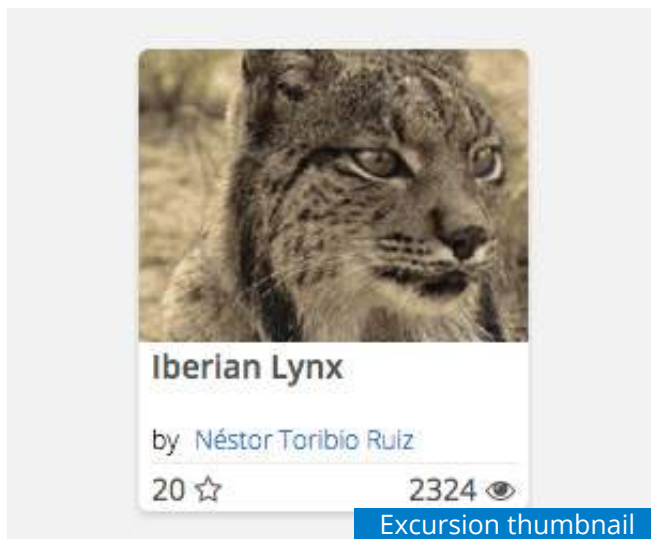 Iberian Lynx
by Néstor Toribio Ruiz
20
2324
Excursion thumbnail